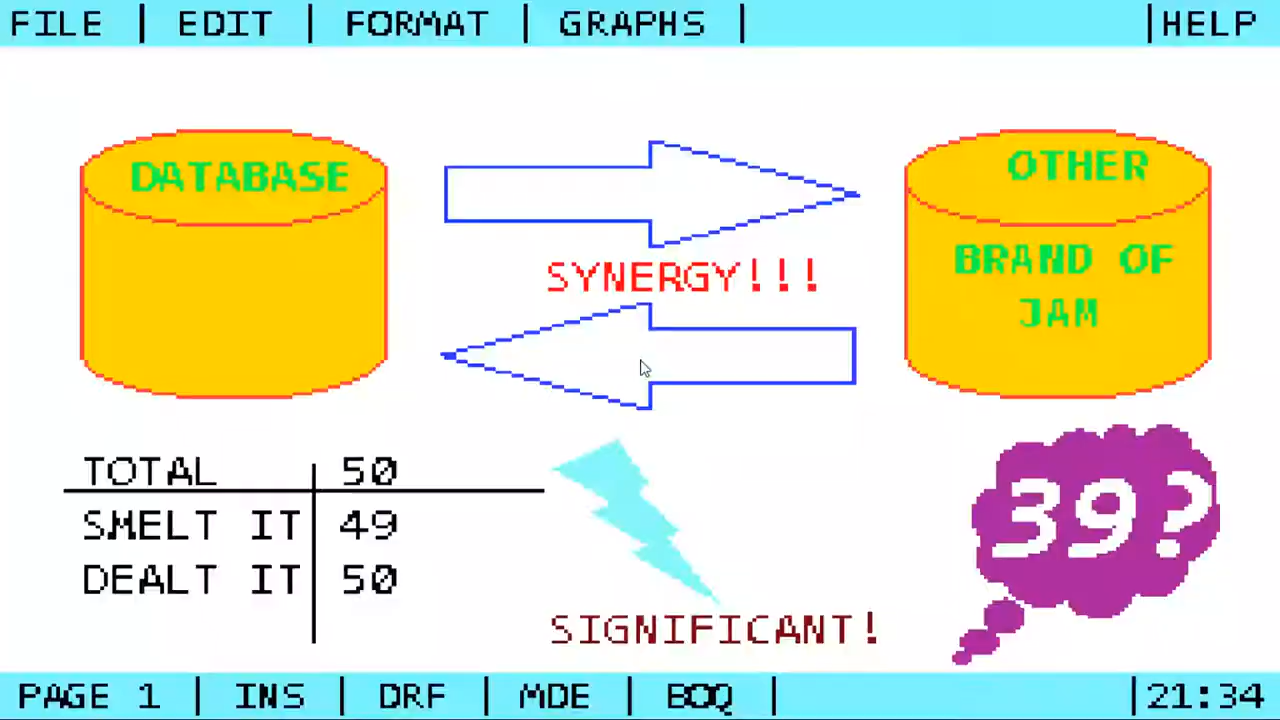 FILE | EDIT | FORMAT | GRAPHS | |HELP
DATABASE
OTHER
BRAND OF
JAM
SYNERGY!!!
TOTAL 50
SMELT IT 49
DEALT IT 50
39?
SIGNIFICANT!
PAGE 1 | INS | DRF | MDE | BOQ | |21:34